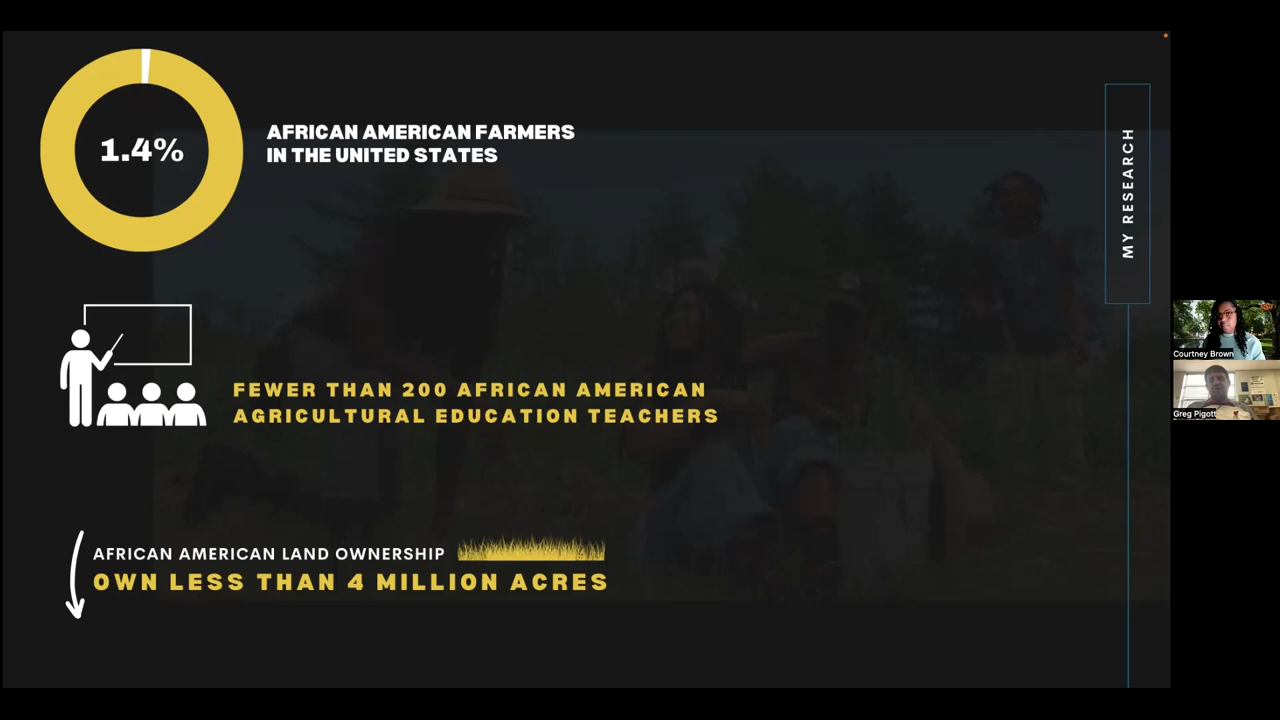 1.4%
AFRICAN AMERICAN FARMERS
IN THE UNITED STATES
MY RESEARCH
FEWER THAN 200 AFRICAN AMERICAN
AGRICULTURAL EDUCATION TEACHERS
AFRICAN AMERICAN LAND OWNERSHIP
OWN LESS THAN 4 MILLION ACRES
Courtney Brown
Greg Pigott